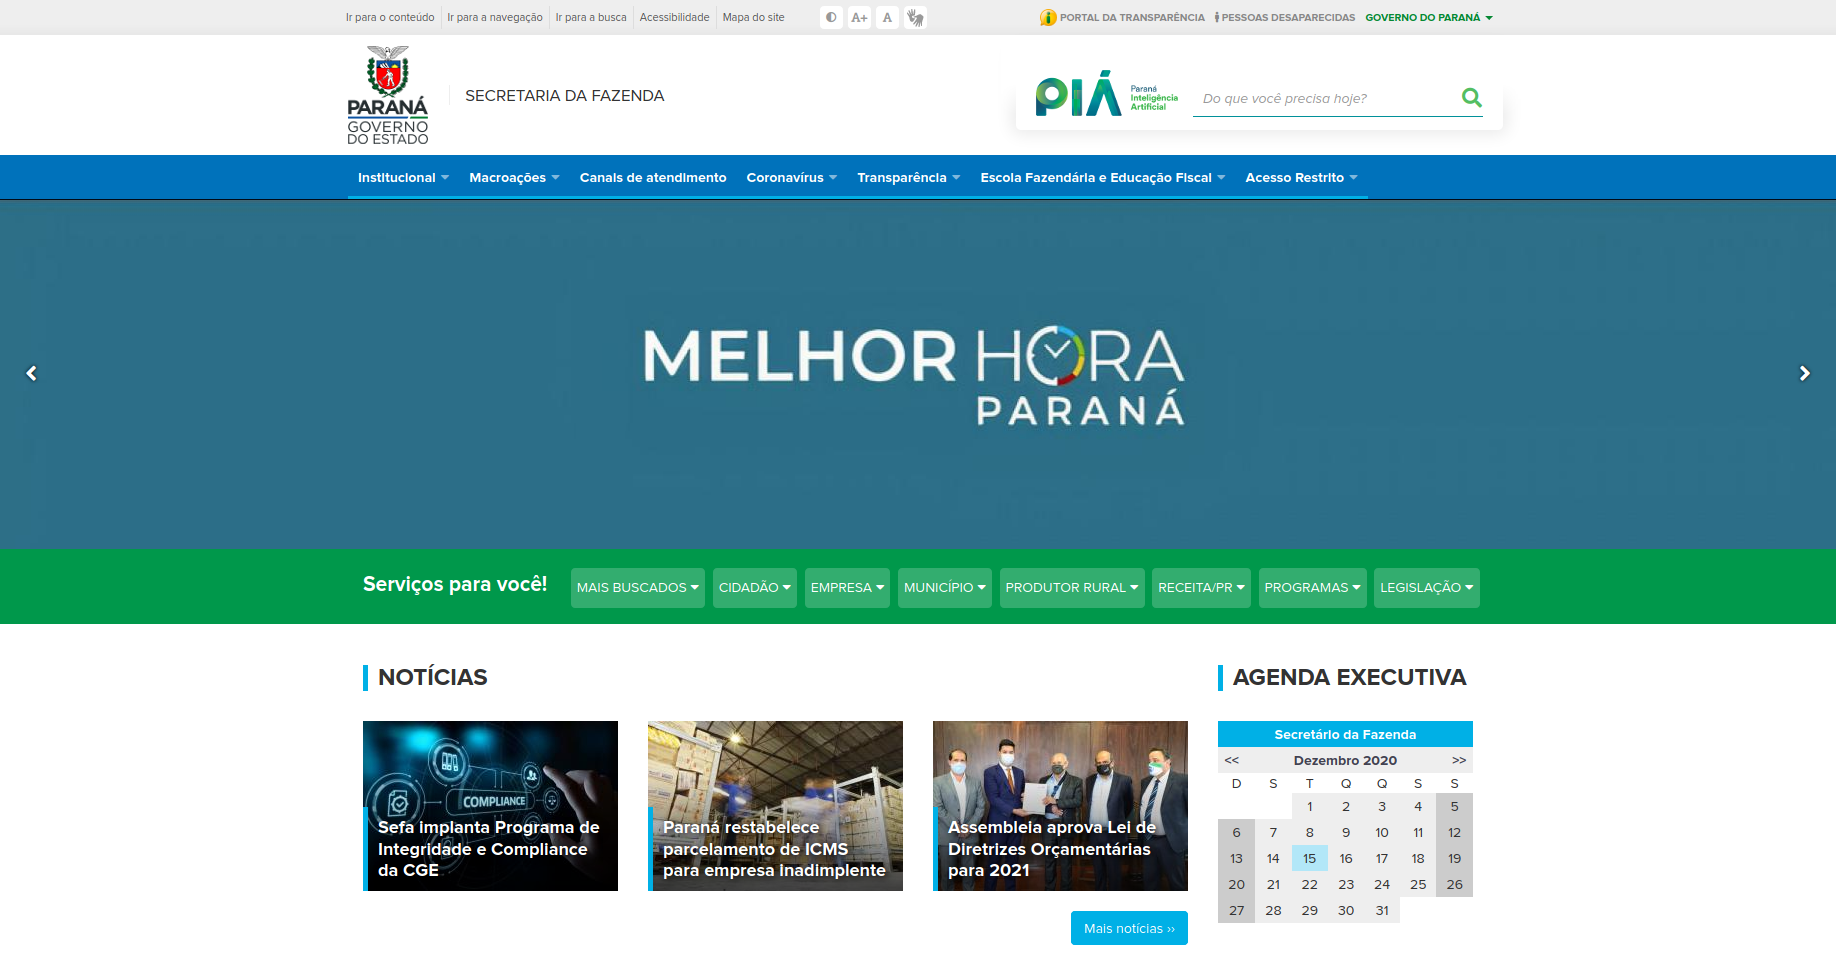 Ir para o conteúdo
Ir para a navegação
Ir para a busca
Acessibilidade
Mapa do site
A+
A
PORTAL DA TRANSPARÊNCIA
PESSOAS DESAPARECIDAS
GOVERNO DO PARANÁ
PARANÁ
GOVERNO
DO ESTADO
SECRETARIA DA FAZENDA
PIÁ
Paraná
Inteligência
Artificial
Do que você precisa hoje?
Institucional
Macroações
Canais de atendimento
Coronavírus
Transparência
Escola Fazendária e Educação Fiscal
Acesso Restrito
MELHOR HORA
PARANÁ
Serviços para você!
MAIS BUSCADOS
CIDADÃO
EMPRESA
MUNICÍPIO
PRODUTOR RURAL
RECEITA/PR
PROGRAMAS
LEGISLAÇÃO
NOTÍCIAS
COMPLIANCE
Sefa implanta Programa de
Integridade e Compliance
da CGE
Paraná restabelece
parcelamento de ICMS
para empresa inadimplente
Assembleia aprova Lei de
Diretrizes Orçamentárias
para 2021
Mais notícias ››
AGENDA EXECUTIVA
Secretário da Fazenda
<< Dezembro 2020 >>
D S T Q Q S S
1 2 3 4 5
6 7 8 9 10 11 12
13 14 15 16 17 18 19
20 21 22 23 24 25 26
27 28 29 30 31